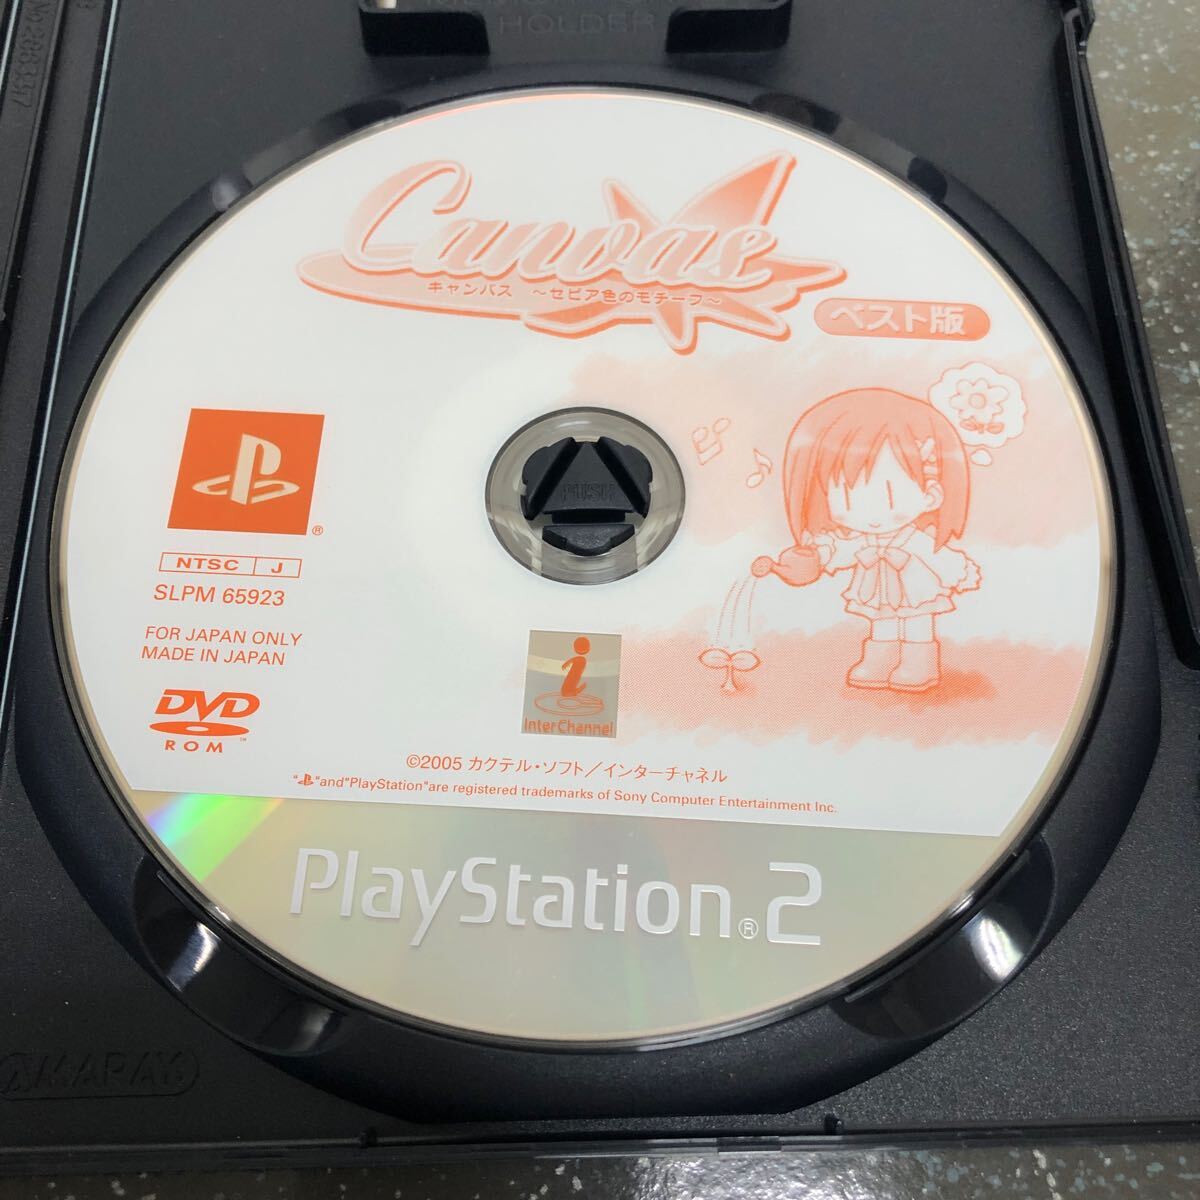 HOLDER
Canvas
キャンバス ～セピア色のモチーフ～
ベスト版
PUSH
®
NTSC J
SLPM 65923
FOR JAPAN ONLY
MADE IN JAPAN
DVD
ROM
TM
i
InterChannel
©2005 カクテル・ソフト／インターチャネル
"PS"and"PlayStation"are registered trademarks of Sony Computer Entertainment Inc.
PlayStation®2
AMARAY